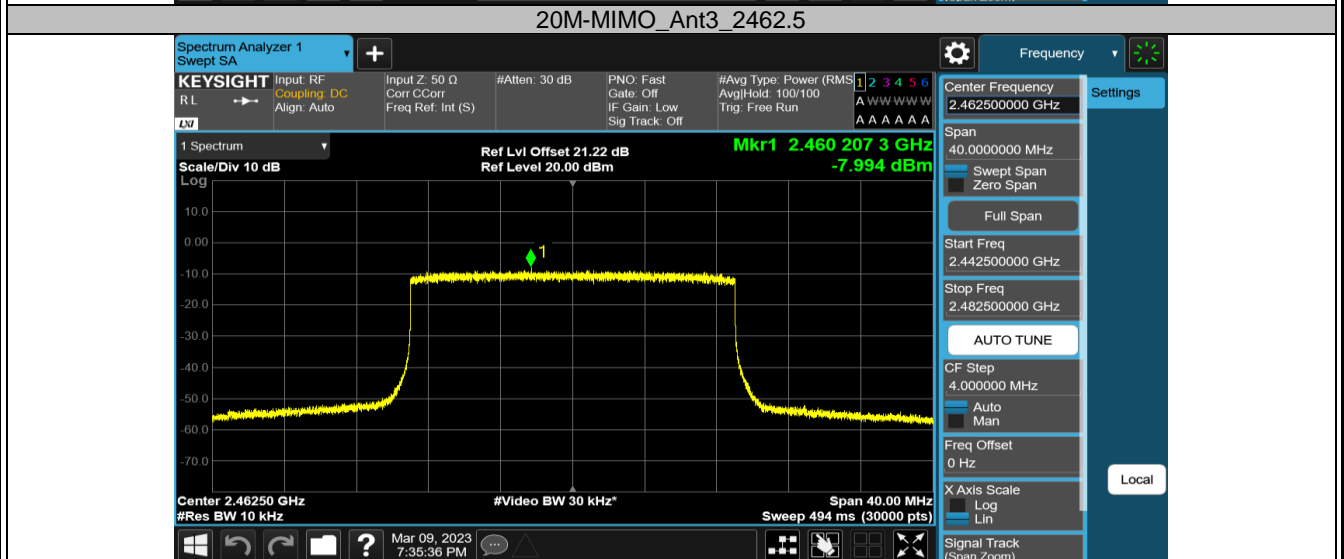 20M-MIMO_Ant3_2462.5
Spectrum Analyzer 1
Swept SA
+
Frequency
KEYSIGHT
R L
LXI
Input: RF
Coupling: DC
Align: Auto
Input Z: 50 Ω
Corr CCorr
Freq Ref: Int (S)
#Atten: 30 dB
PNO: Fast
Gate: Off
IF Gain: Low
Sig Track: Off
#Avg Type: Power (RMS
Avg|Hold: 100/100
Trig: Free Run
1 2 3 4 5 6
A W W W W W
A A A A A A
1 Spectrum
Scale/Div 10 dB
Log
Ref Lvl Offset 21.22 dB
Ref Level 20.00 dBm
Mkr1 2.460 207 3 GHz
-7.994 dBm
10.0
0.00
-10.0
-20.0
-30.0
-40.0
-50.0
-60.0
-70.0
1
Center 2.46250 GHz
#Res BW 10 kHz
#Video BW 30 kHz*
Span 40.00 MHz
Sweep 494 ms (30000 pts)
Center Frequency
2.462500000 GHz
Settings
Span
40.0000000 MHz
Swept Span
Zero Span
Full Span
Start Freq
2.442500000 GHz
Stop Freq
2.482500000 GHz
AUTO TUNE
CF Step
4.000000 MHz
Auto
Man
Freq Offset
0 Hz
X Axis Scale
Log
Lin
Local
Signal Track
(Span Zoom)
?
Mar 09, 2023
7:35:36 PM